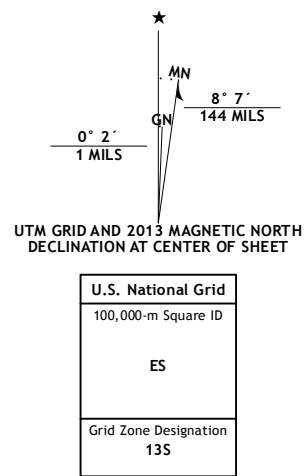 ★
MN
GN
8° 7´
144 MILS
0° 2´
1 MILS
UTM GRID AND 2013 MAGNETIC NORTH
DECLINATION AT CENTER OF SHEET
U.S. National Grid
100,000-m Square ID
ES
Grid Zone Designation
13S